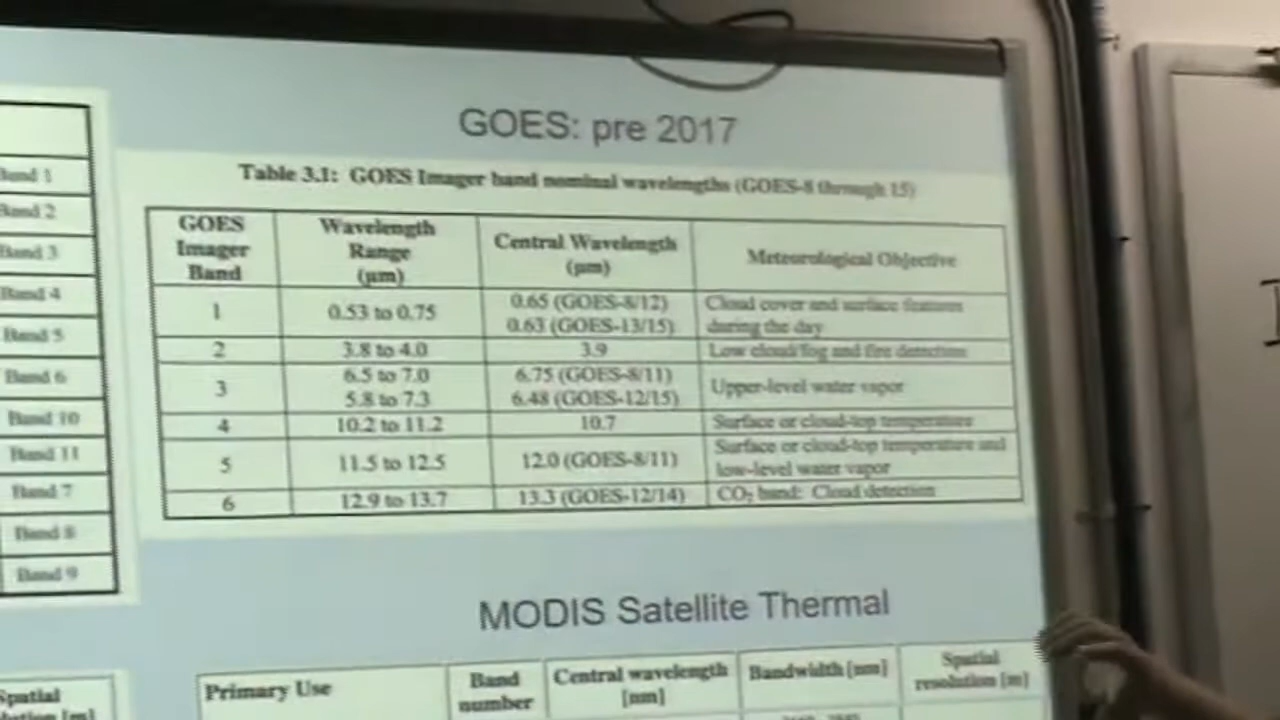 GOES: pre 2017
Table 3.1: GOES Imager band nominal wavelengths (GOES-8 through 15)
GOES Imager Band
Wavelength Range (µm)
Central Wavelength (µm)
Meteorological Objective
1
0.53 to 0.75
0.65 (GOES-8/12)
0.63 (GOES-13/15)
Cloud cover and surface features
during the day
2
3.8 to 4.0
3.9
Low cloud/fog and fire detection
3
6.5 to 7.0
5.8 to 7.3
6.75 (GOES-8/11)
6.48 (GOES-12/15)
Upper-level water vapor
4
10.2 to 11.2
10.7
Surface or cloud-top temperature
5
11.5 to 12.5
12.0 (GOES-8/11)
Surface or cloud-top temperature and
low-level water vapor
6
12.9 to 13.7
13.3 (GOES-12/14)
CO₂ band: Cloud detection
Band 1
Band 2
Band 3
Band 4
Band 5
Band 6
Band 10
Band 11
Band 7
Band 8
Band 9
MODIS Satellite Thermal
Spatial
Primary Use
Band
number
Central wavelength
[nm]
Bandwidth [nm]
Spatial
resolution [m]